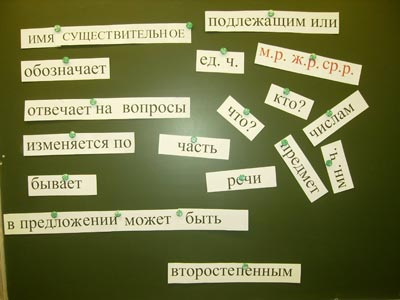 ИМЯ СУЩЕСТВИТЕЛЬНОЕ
подлежащим или
обозначает
ед. ч.
м.р. ж.р. ср.р.
отвечает на вопросы
что?
кто?
числам
изменяется по
часть
предмет
мн. ч.
бывает
речи
в предложении может быть
второстепенным